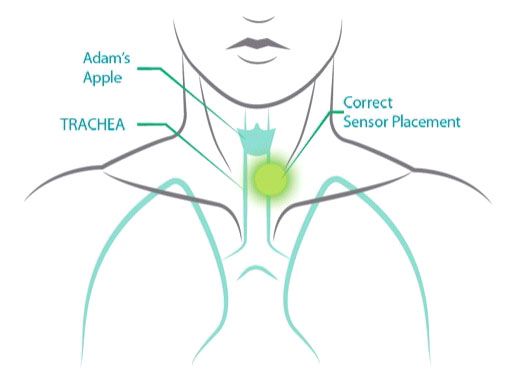 Adam's
Apple
TRACHEA
Correct
Sensor Placement